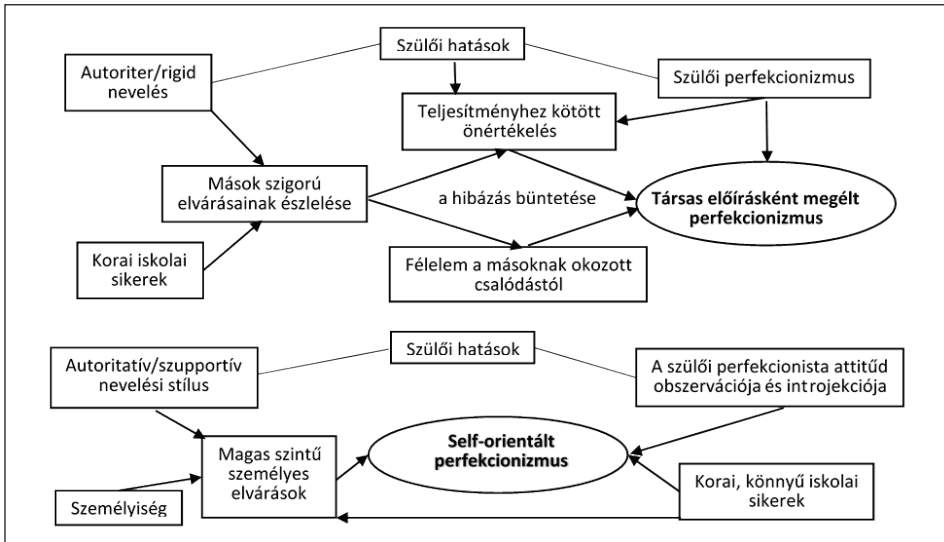 Szülői hatások
Autoriter/rigid
nevelés
Szülői perfekcionizmus
Teljesítményhez kötött
önértékelés
Mások szigorú
elvárásainak észlelése
a hibázás büntetése
Társas előírásként megélt
perfekcionizmus
Korai iskolai
sikerek
Félelem a másoknak okozott
csalódástól
Szülői hatások
Autoritatív/szupportív
nevelési stílus
A szülői perfekcionista attitűd
obszervációja és introjekciója
Magas szintű
személyes
elvárások
Self-orientált
perfekcionizmus
Korai, könnyű iskolai
sikerek
Személyiség